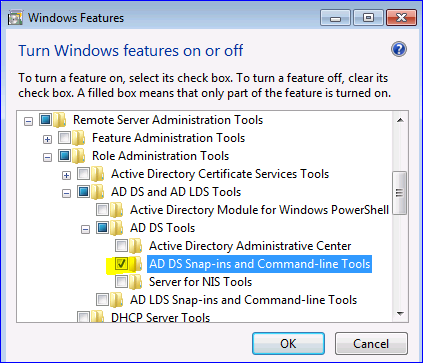 Windows Features
Turn Windows features on or off
To turn a feature on, select its check box. To turn a feature off, clear its
check box. A filled box means that only part of the feature is turned on.
Remote Server Administration Tools
Feature Administration Tools
Role Administration Tools
Active Directory Certificate Services Tools
AD DS and AD LDS Tools
Active Directory Module for Windows PowerShell
AD DS Tools
Active Directory Administrative Center
AD DS Snap-ins and Command-line Tools
Server for NIS Tools
AD LDS Snap-ins and Command-line Tools
DHCP Server Tools
OK
Cancel